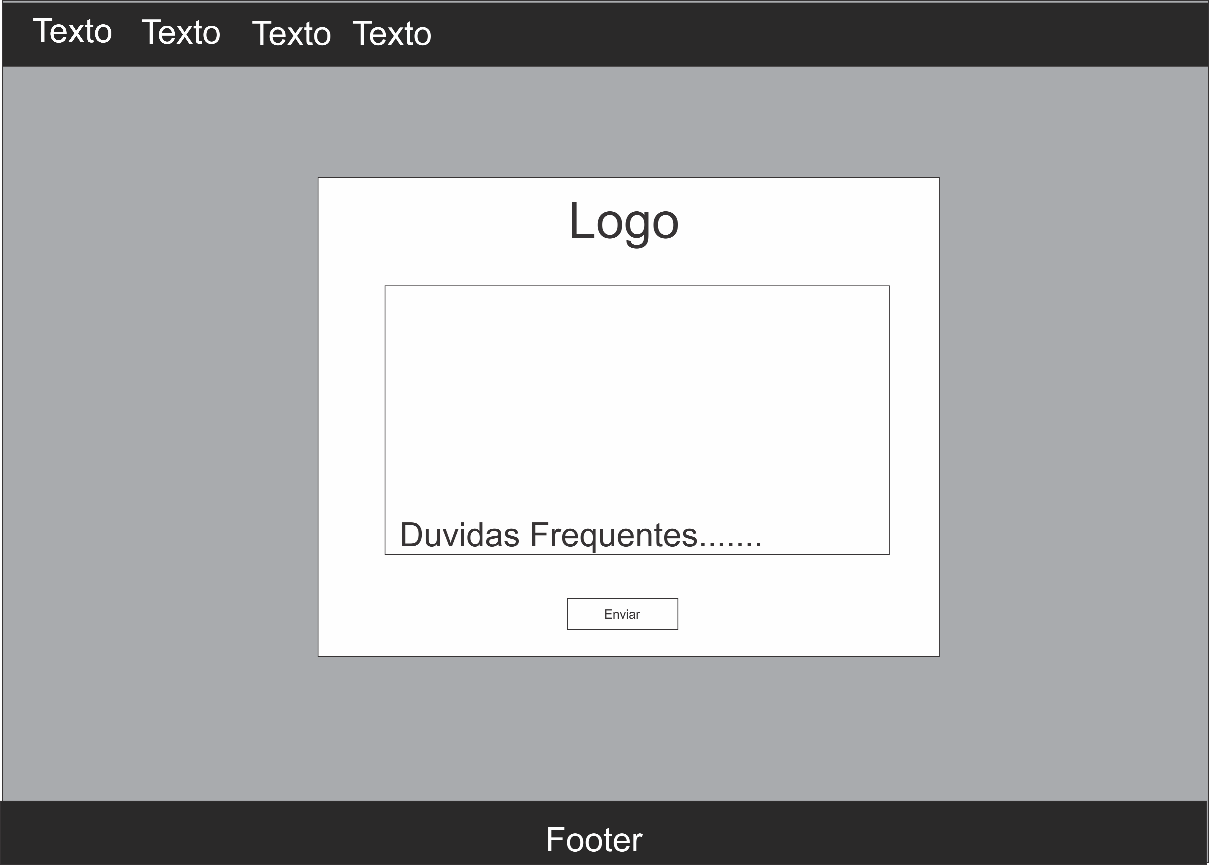 Texto Texto Texto Texto
Logo
Duvidas Frequentes.......
Enviar
Footer